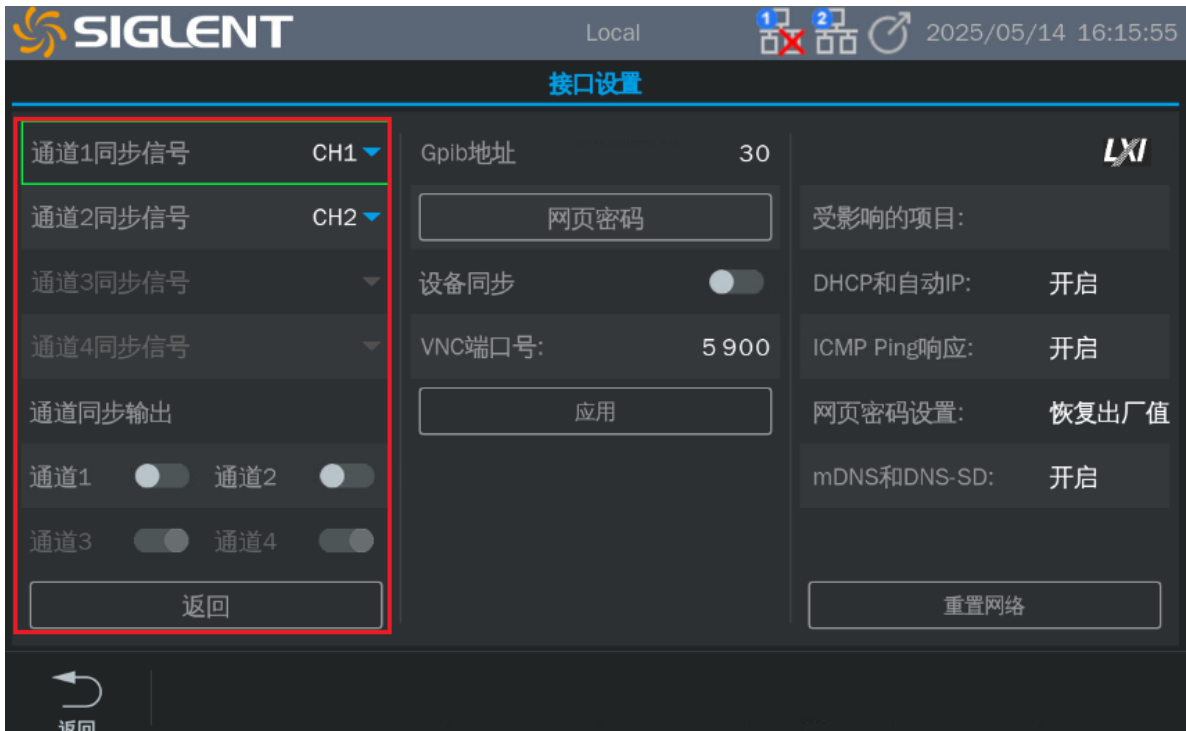 SIGLENT
Local
1
2
2025/05/14 16:15:55
接口设置
通道1同步信号 CH1
通道2同步信号 CH2
通道3同步信号
通道4同步信号
通道同步输出
通道1 通道2
通道3 通道4
返回
Gpib地址 30
网页密码
设备同步
VNC端口号: 5900
应用
LXI
受影响的项目:
DHCP和自动IP: 开启
ICMP Ping响应: 开启
网页密码设置: 恢复出厂值
mDNS和DNS-SD: 开启
重置网络
返回